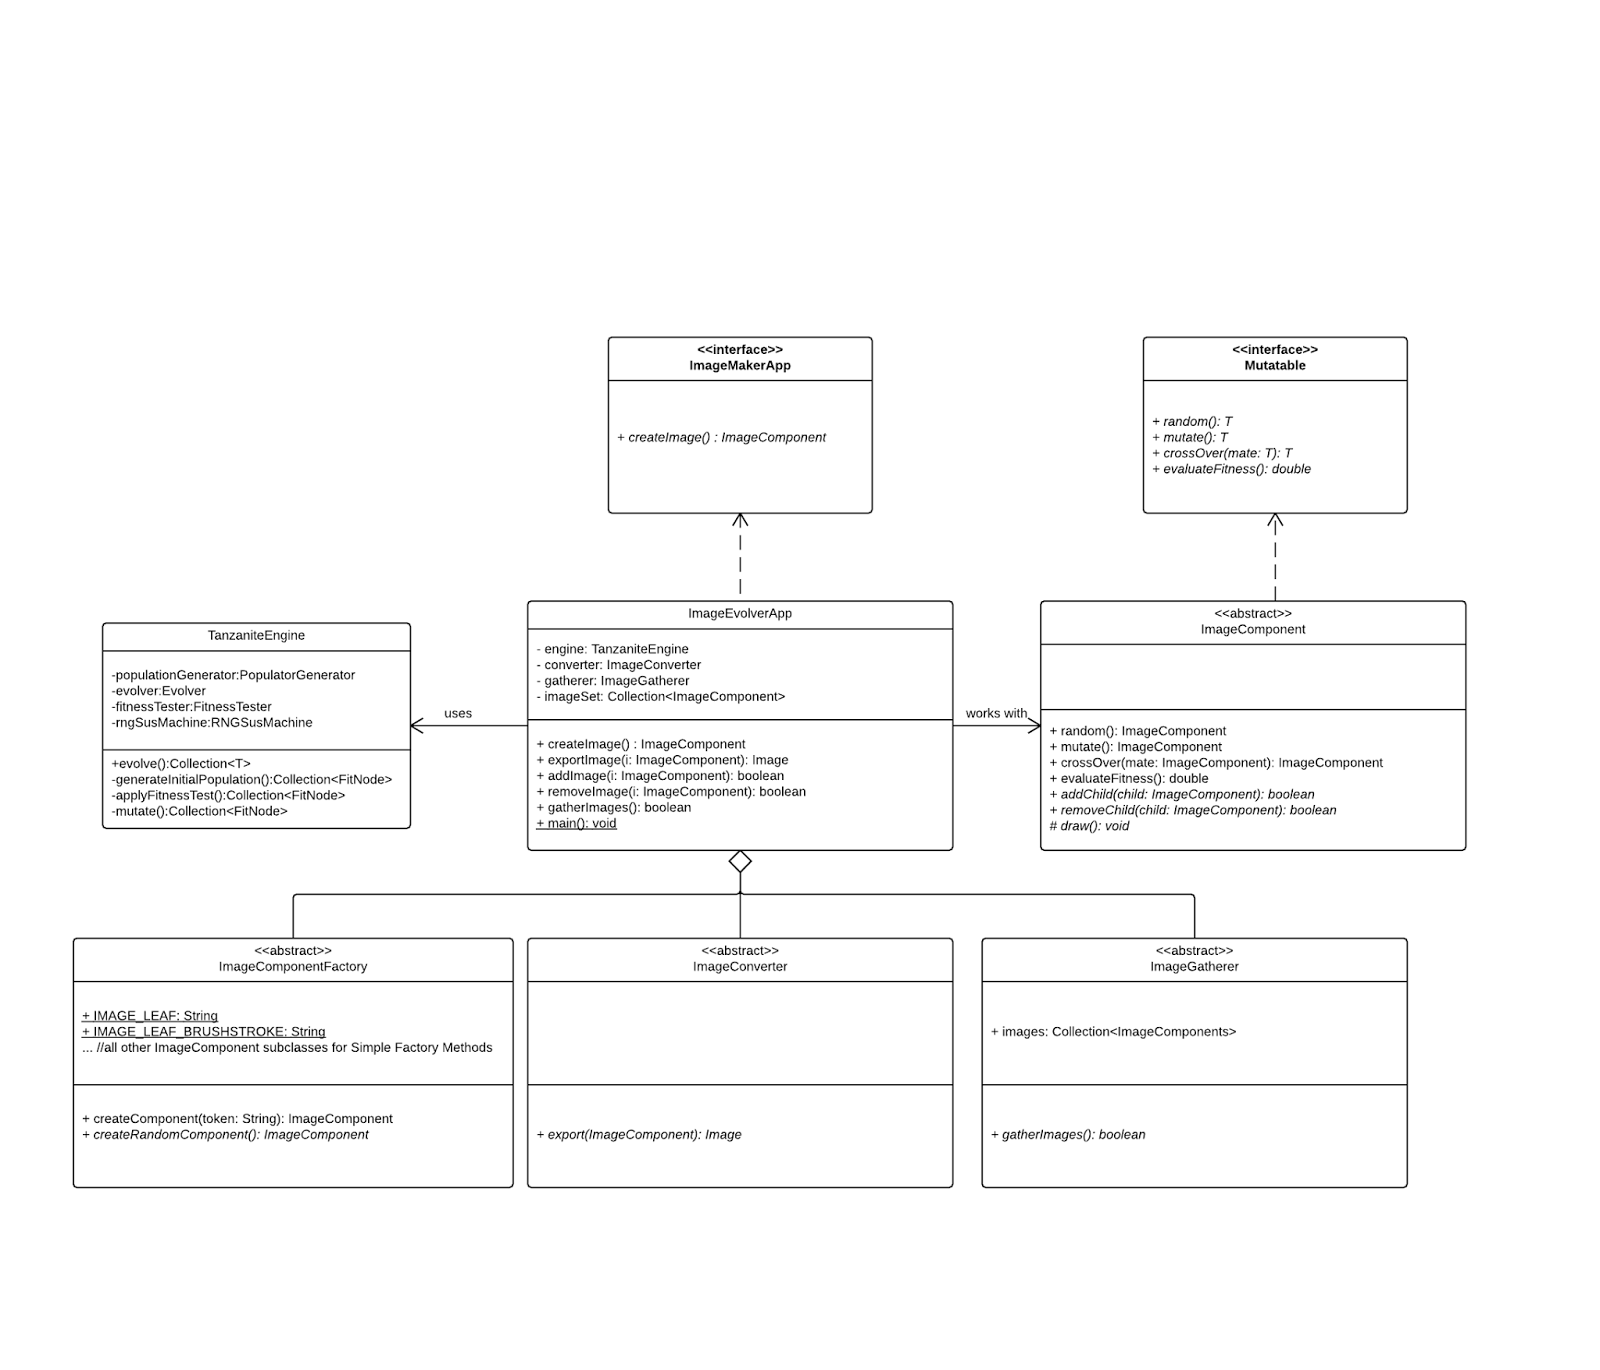 <<interface>>
ImageMakerApp
+ createImage() : ImageComponent
<<interface>>
Mutatable
+ random(): T
+ mutate(): T
+ crossOver(mate: T): T
+ evaluateFitness(): double
TanzaniteEngine
-populationGenerator:PopulatorGenerator
-evolver:Evolver
-fitnessTester:FitnessTester
-rngSusMachine:RNGSusMachine
+evolve():Collection<T>
-generateInitialPopulation():Collection<FitNode>
-applyFitnessTest():Collection<FitNode>
-mutate():Collection<FitNode>
uses
ImageEvolverApp
- engine: TanzaniteEngine
- converter: ImageConverter
- gatherer: ImageGatherer
- imageSet: Collection<ImageComponent>
+ createImage() : ImageComponent
+ exportImage(i: ImageComponent): Image
+ addImage(i: ImageComponent): boolean
+ removeImage(i: ImageComponent): boolean
+ gatherImages(): boolean
+ main(): void
works with
<<abstract>>
ImageComponent
+ random(): ImageComponent
+ mutate(): ImageComponent
+ crossOver(mate: ImageComponent): ImageComponent
+ evaluateFitness(): double
+ addChild(child: ImageComponent): boolean
+ removeChild(child: ImageComponent): boolean
# draw(): void
<<abstract>>
ImageComponentFactory
+ IMAGE_LEAF: String
+ IMAGE_LEAF_BRUSHSTROKE: String
... //all other ImageComponent subclasses for Simple Factory Methods
+ createComponent(token: String): ImageComponent
+ createRandomComponent(): ImageComponent
<<abstract>>
ImageConverter
+ export(ImageComponent): Image
<<abstract>>
ImageGatherer
+ images: Collection<ImageComponents>
+ gatherImages(): boolean